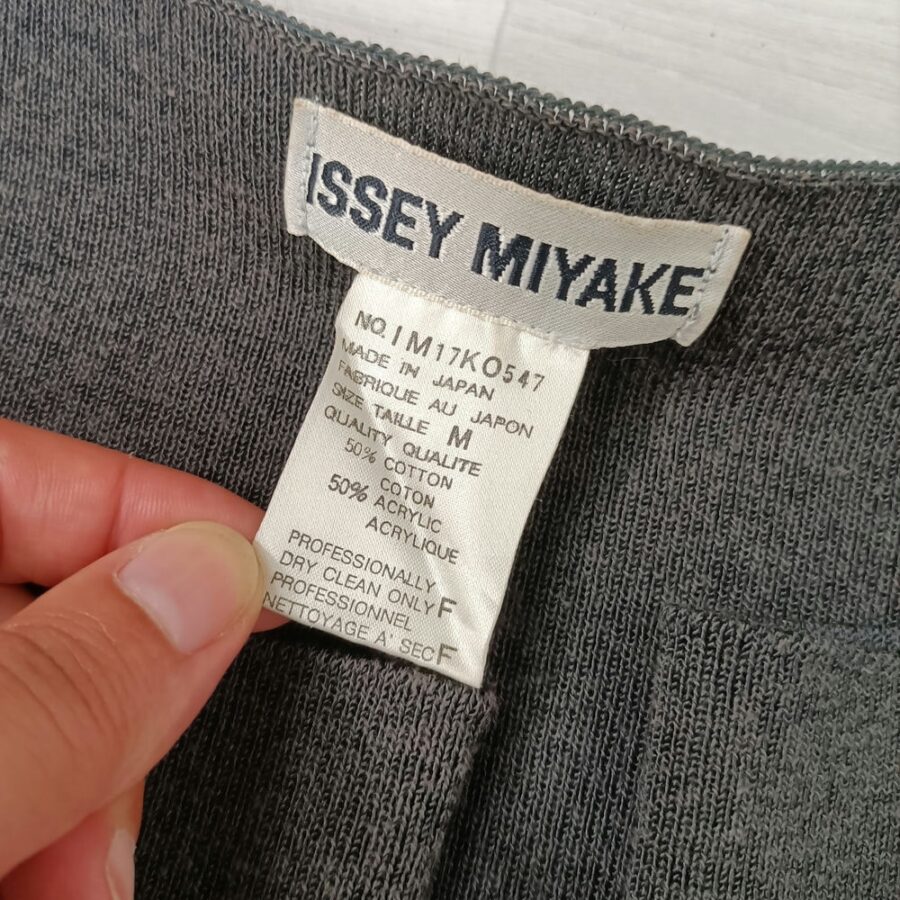 ISSEY MIYAKE
NO. IM17KO547
MADE IN JAPAN
FABRIQUE AU JAPON
SIZE TAILLE M
QUALITY QUALITE
50% COTTON
COTON
50% ACRYLIC
ACRYLIQUE
PROFESSIONALLY
DRY CLEAN ONLY F
PROFESSIONNEL
NETTOYAGE A' SEC F